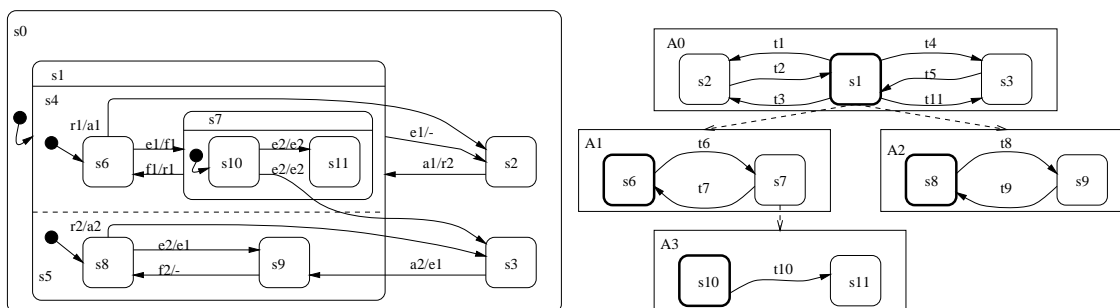 s0
s1
s4
r1/a1
s6
e1/f1
f1/r1
s7
s10
e2/e2
e2/e2
s11
e1/-
a1/r2
s2
r2/a2
s5
s8
e2/e1
f2/-
s9
a2/e1
s3
A0
s2
t1
t2
t3
s1
t4
t5
t11
s3
A1
s6
t6
t7
s7
A2
s8
t8
t9
s9
A3
s10
t10
s11